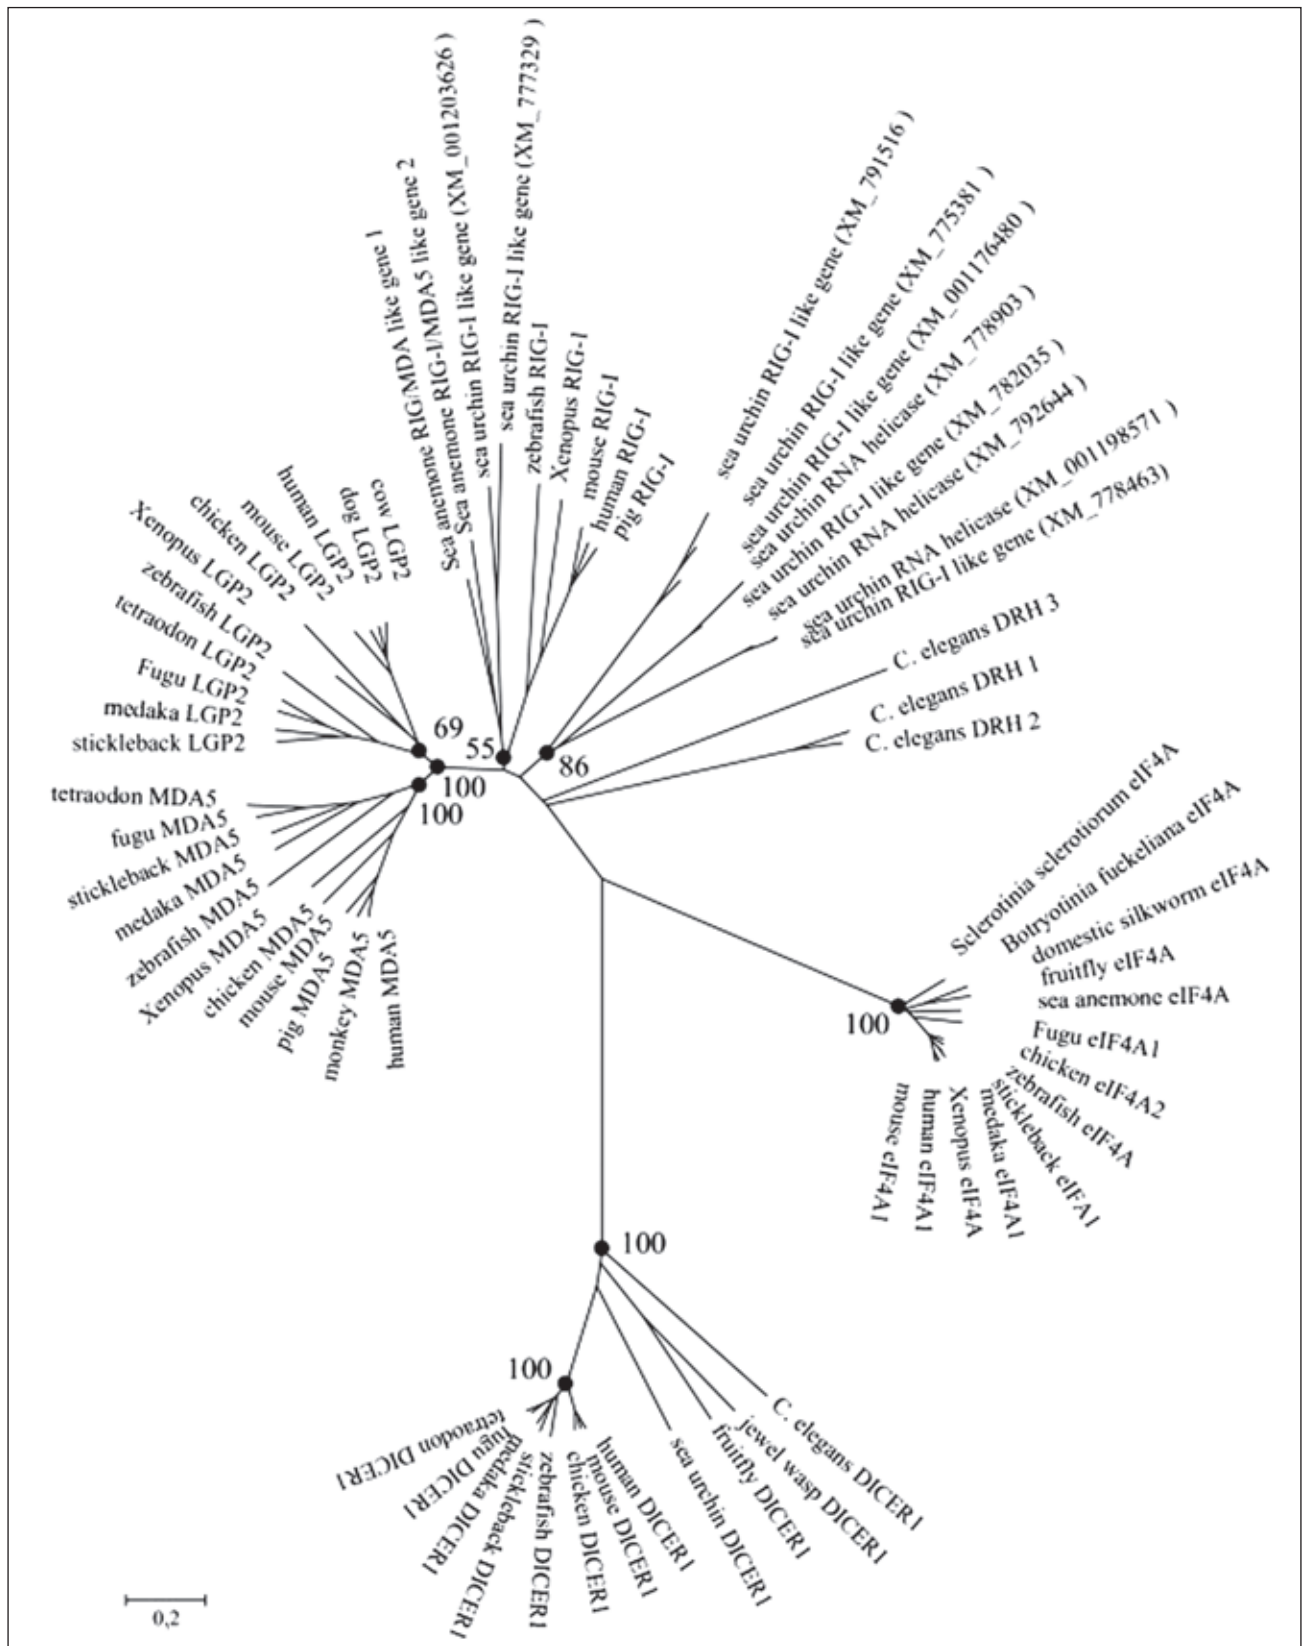 Sea anemone RIG/MDA like gene 1
Sea anemone RIG-I/MDA5 like gene 2
sea urchin RIG-I like gene (XM_001203626 )
sea urchin RIG-I like gene (XM_777329 )
zebrafish RIG-I
Xenopus RIG-I
mouse RIG-I
human RIG-I
pig RIG-I
sea urchin RIG-I like gene (XM_791516 )
sea urchin RIG-I like gene (XM_775381 )
sea urchin RIG-I like gene (XM_001176480 )
sea urchin RNA helicase (XM_778903 )
sea urchin RIG-I like gene (XM_782035 )
sea urchin RNA helicase (XM_792644 )
sea urchin RNA helicase (XM_001198571 )
sea urchin RIG-I like gene (XM_778463)
C. elegans DRH 3
C. elegans DRH 1
C. elegans DRH 2
cow LGP2
dog LGP2
human LGP2
mouse LGP2
chicken LGP2
Xenopus LGP2
zebrafish LGP2
tetraodon LGP2
Fugu LGP2
medaka LGP2
stickleback LGP2
69
55
86
100
100
tetraodon MDA5
fugu MDA5
stickleback MDA5
medaka MDA5
zebrafish MDA5
Xenopus MDA5
chicken MDA5
mouse MDA5
pig MDA5
monkey MDA5
human MDA5
Sclerotinia sclerotiorum eIF4A
Botryotinia fuckeliana eIF4A
domestic silkworm eIF4A
fruitfly eIF4A
sea anemone eIF4A
100
Fugu eIF4A1
chicken eIF4A2
zebrafish eIF4A
stickleback eIFA1
medaka eIF4A1
Xenopus eIF4A
human eIF4A1
mouse eIF4A1
100
100
tetraodon DICER1
fugu DICER1
medaka DICER1
stickleback DICER1
zebrafish DICER1
chicken DICER1
mouse DICER1
human DICER1
sea urchin DICER1
fruitfly DICER1
jewel wasp DICER1
C. elegans DICER1
0,2